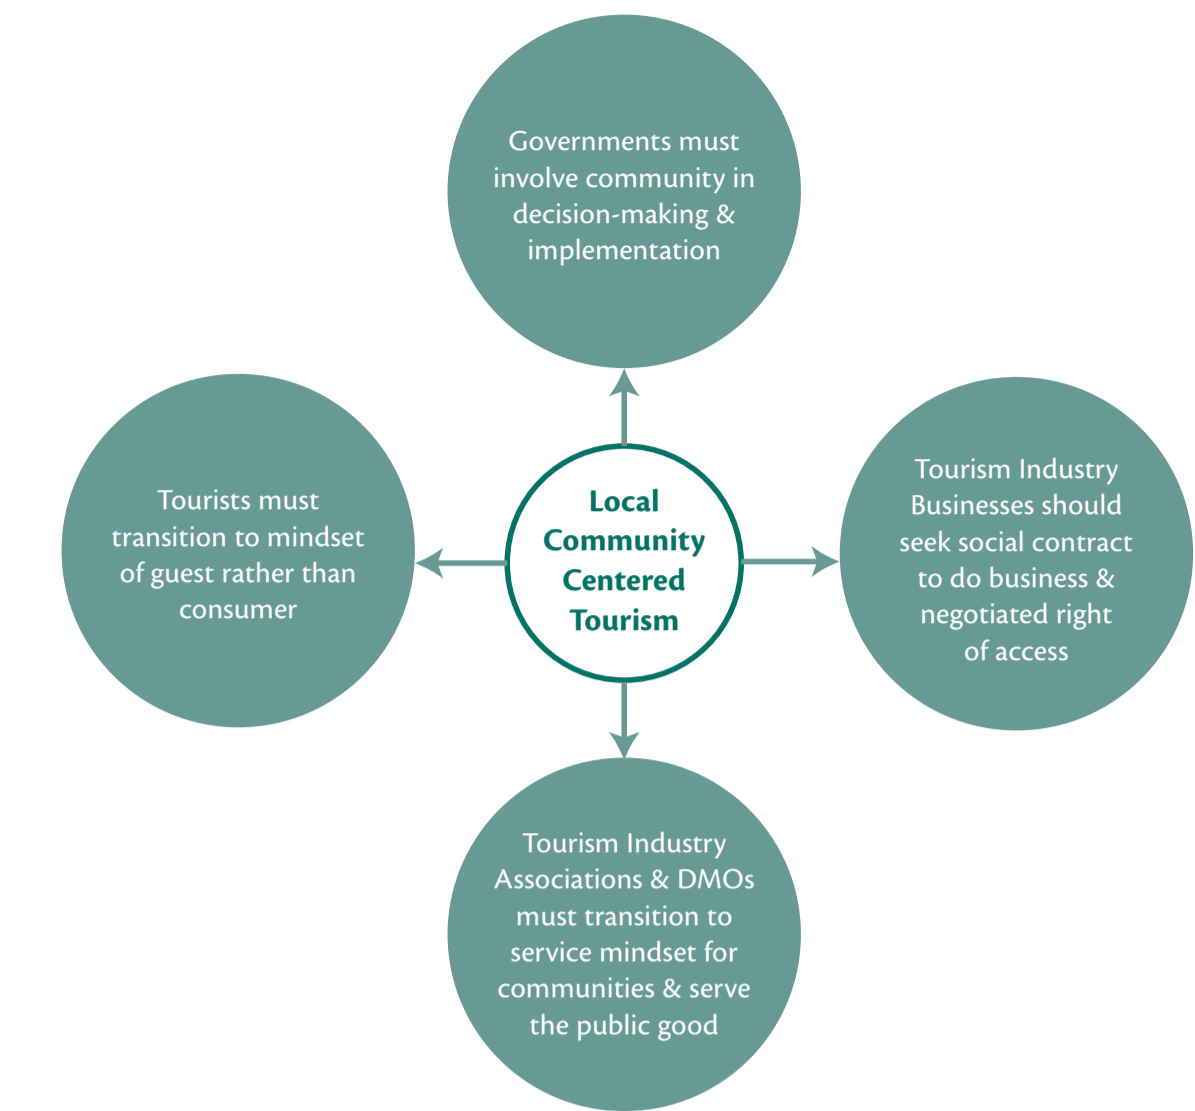 Governments must
involve community in
decision-making &
implementation
Tourists must
transition to mindset
of guest rather than
consumer
Local
Community
Centered
Tourism
Tourism Industry
Businesses should
seek social contract
to do business &
negotiated right
of access
Tourism Industry
Associations & DMOs
must transition to
service mindset for
communities & serve
the public good